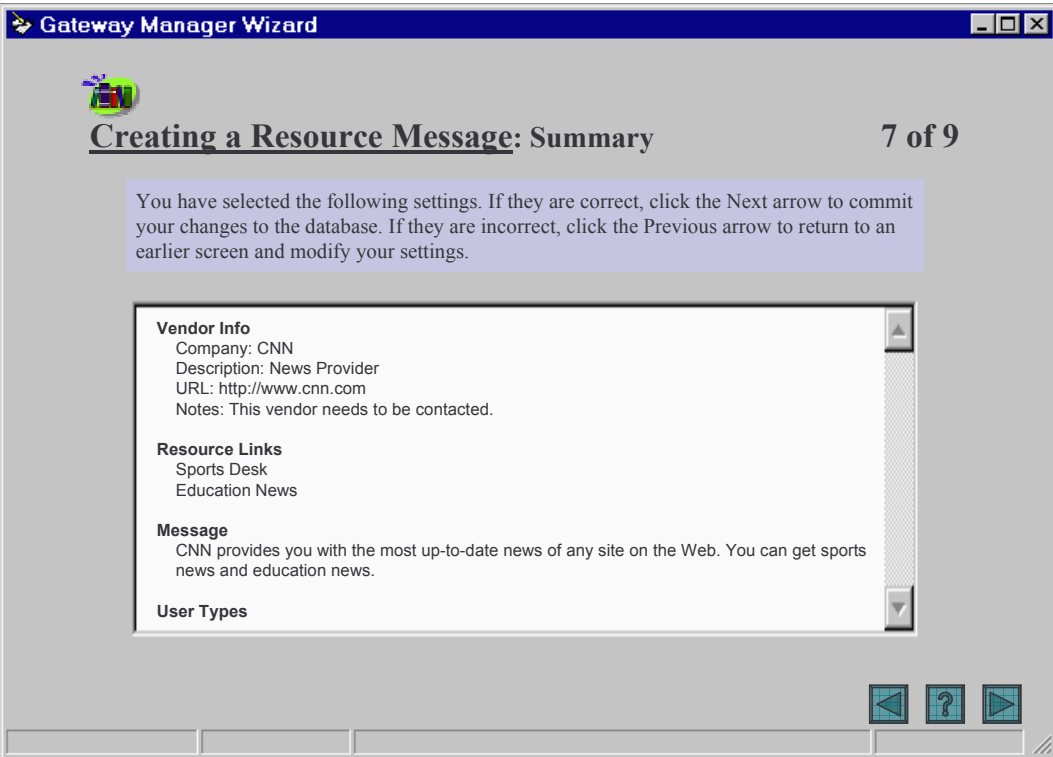 Gateway Manager Wizard
Creating a Resource Message: Summary 7 of 9
You have selected the following settings. If they are correct, click the Next arrow to commit
your changes to the database. If they are incorrect, click the Previous arrow to return to an
earlier screen and modify your settings.
Vendor Info
Company: CNN
Description: News Provider
URL: http://www.cnn.com
Notes: This vendor needs to be contacted.
Resource Links
Sports Desk
Education News
Message
CNN provides you with the most up-to-date news of any site on the Web. You can get sports
news and education news.
User Types
?